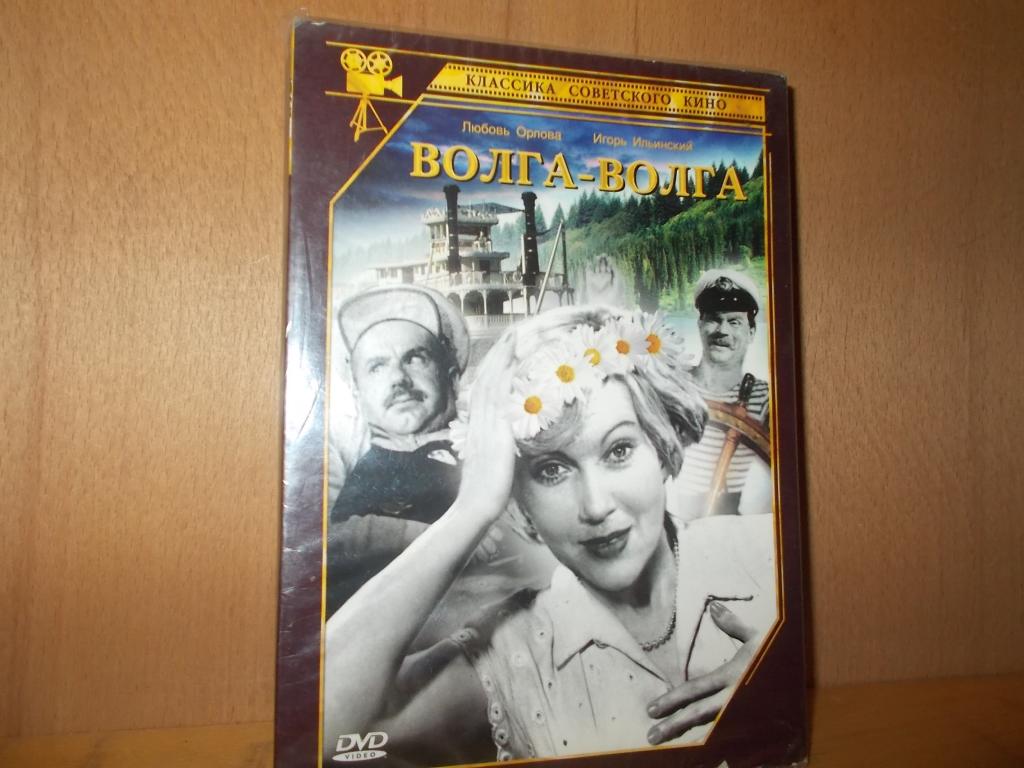 КЛАССИКА СОВЕТСКОГО КИНО
Любовь Орлова Игорь Ильинский
ВОЛГА-ВОЛГА
DVD
VIDEO